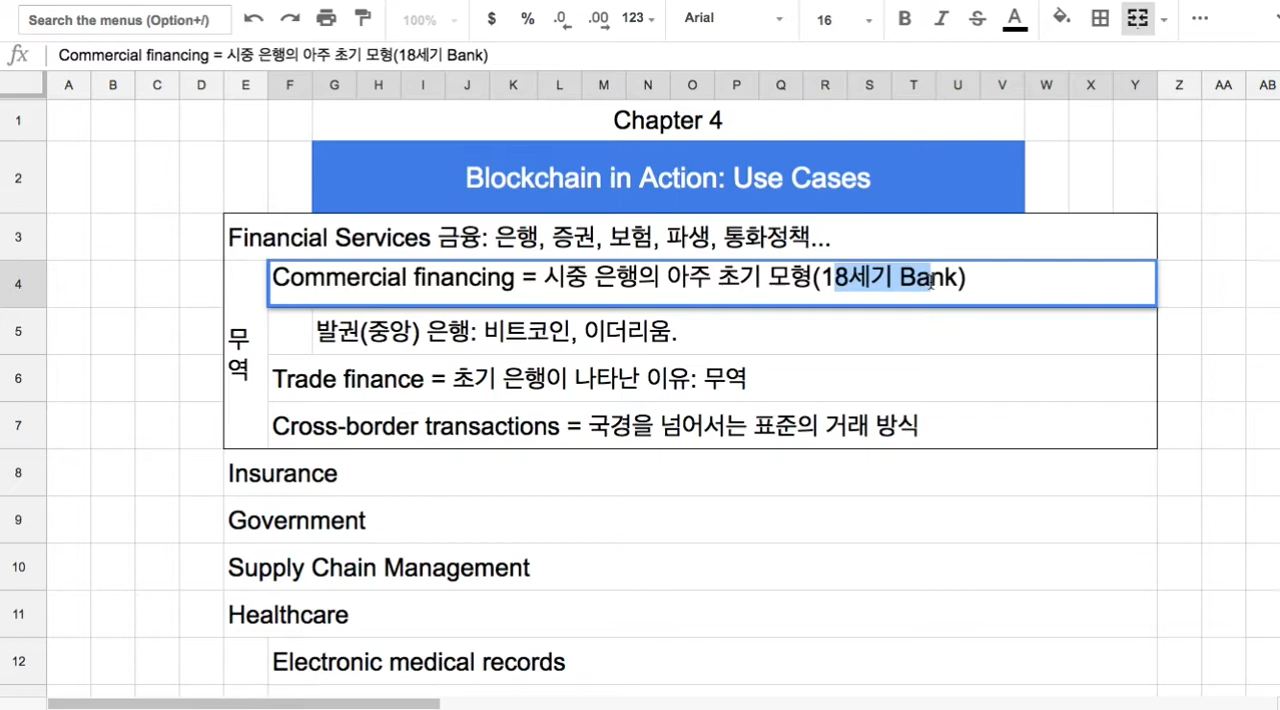 Search the menus (Option+/) 100% $ % .0 .00 123 Arial 16 B I S A
fx Commercial financing = 시중 은행의 아주 초기 모형(18세기 Bank)
A B C D E F G H I J K L M N O P Q R S T U V W X Y Z AA AB
1 Chapter 4
2 Blockchain in Action: Use Cases
3 Financial Services 금융: 은행, 증권, 보험, 파생, 통화정책...
4 Commercial financing = 시중 은행의 아주 초기 모형(18세기 Bank)
5 발권(중앙) 은행: 비트코인, 이더리움.
무
역
6 Trade finance = 초기 은행이 나타난 이유: 무역
7 Cross-border transactions = 국경을 넘어서는 표준의 거래 방식
8 Insurance
9 Government
10 Supply Chain Management
11 Healthcare
12 Electronic medical records